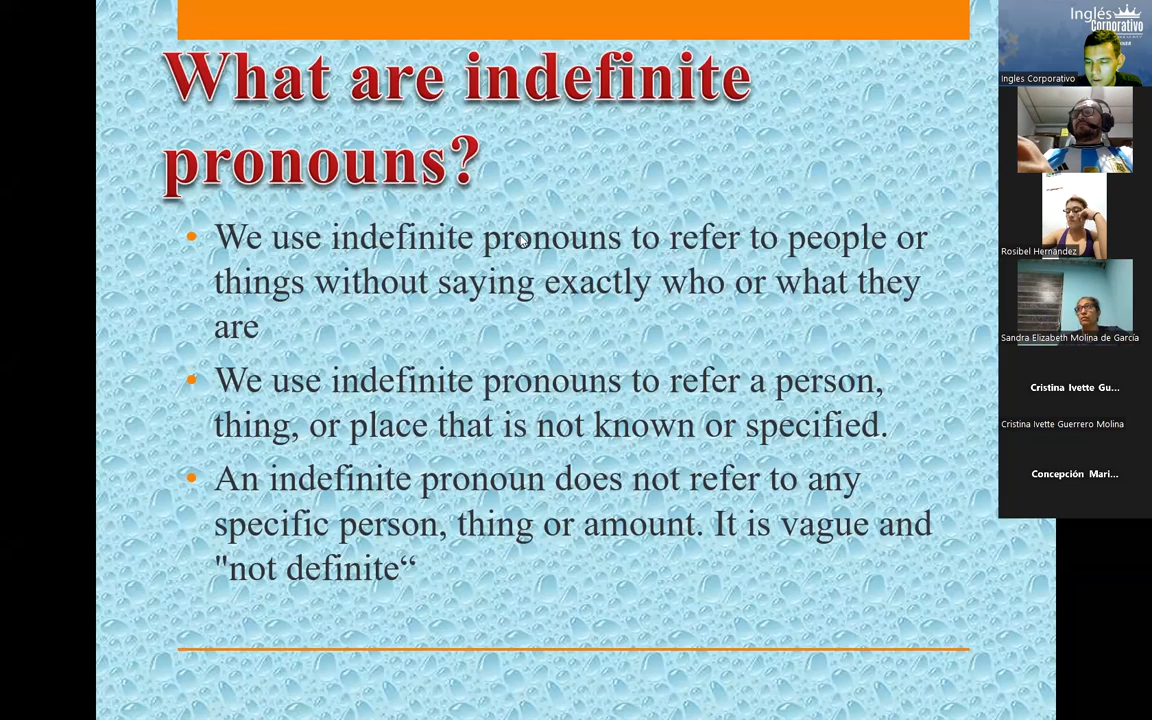 What are indefinite
pronouns?
• We use indefinite pronouns to refer to people or
things without saying exactly who or what they
are
• We use indefinite pronouns to refer a person,
thing, or place that is not known or specified.
• An indefinite pronoun does not refer to any
specific person, thing or amount. It is vague and
"not definite“
Inglés
Corporativo
Ingles Corporativo
Rosibel Hernández
Sandra Elizabeth Molina de García
Cristina Ivette Gu...
Cristina Ivette Guerrero Molina
Concepción Mari...